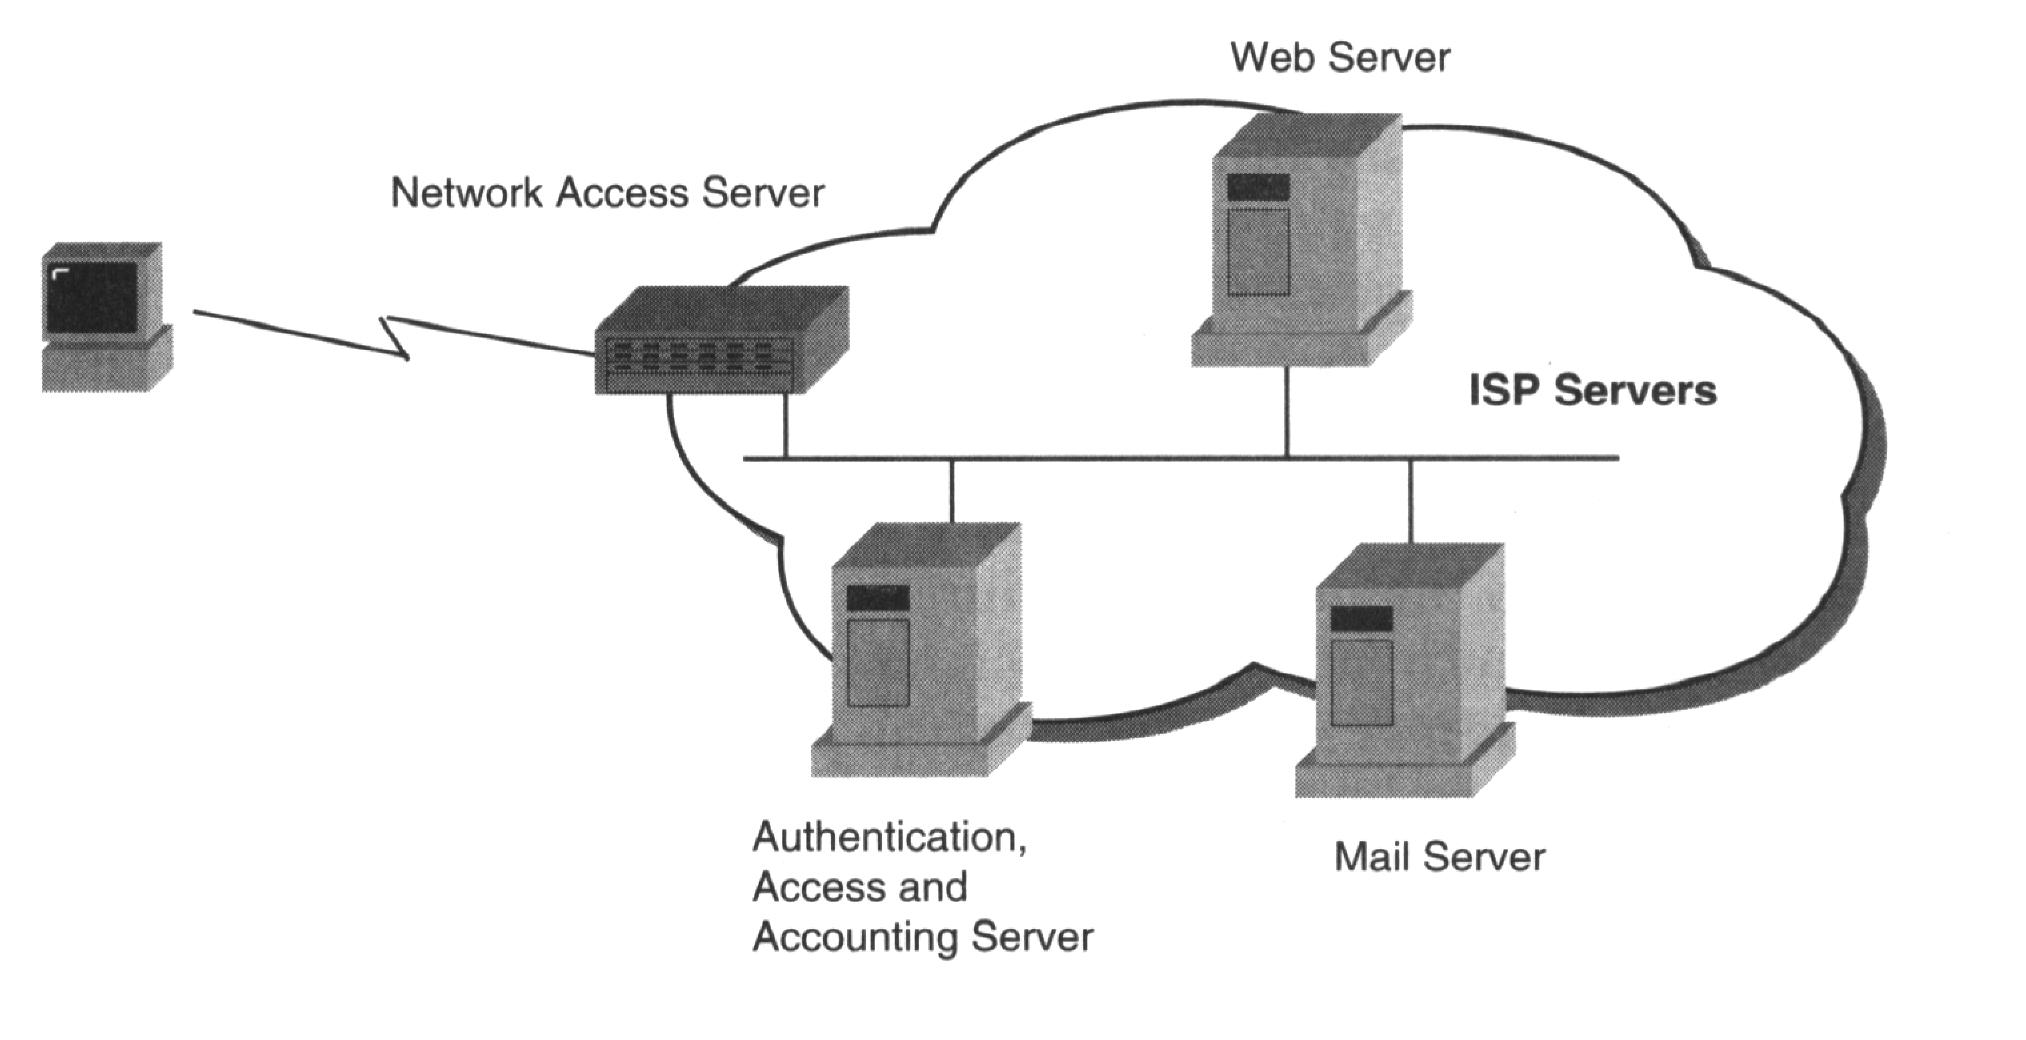 Web Server
Network Access Server
ISP Servers
Authentication,
Access and
Accounting Server
Mail Server